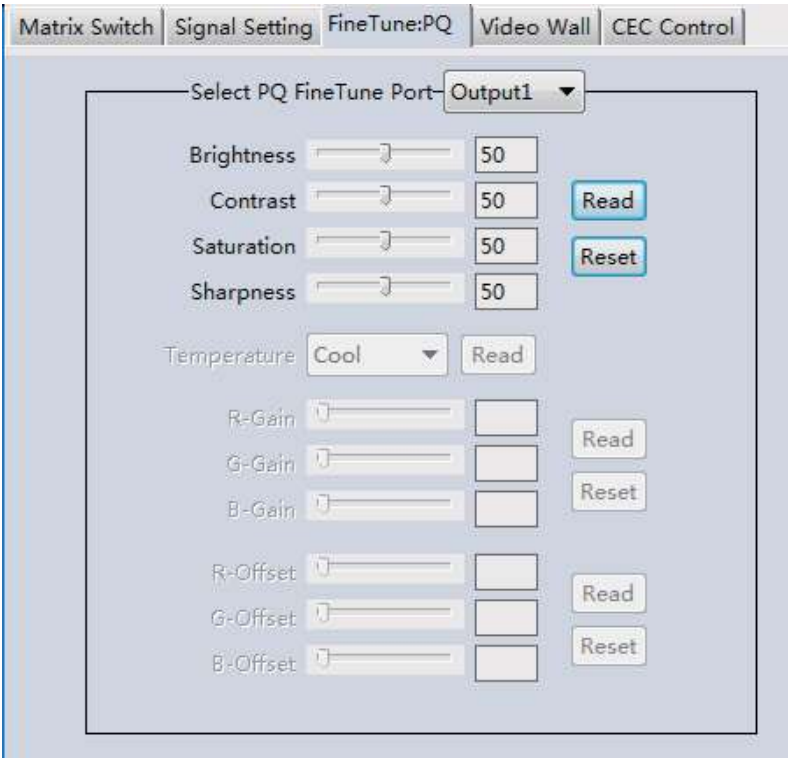 Matrix Switch Signal Setting FineTune:PQ Video Wall CEC Control
Select PQ FineTune Port Output1
Brightness 50
Contrast 50 Read
Saturation 50
Reset
Sharpness 50
Temperature Cool Read
R-Gain
Read
G-Gain
Reset
B-Gain
R-Offset
Read
G-Offset
Reset
B-Offset